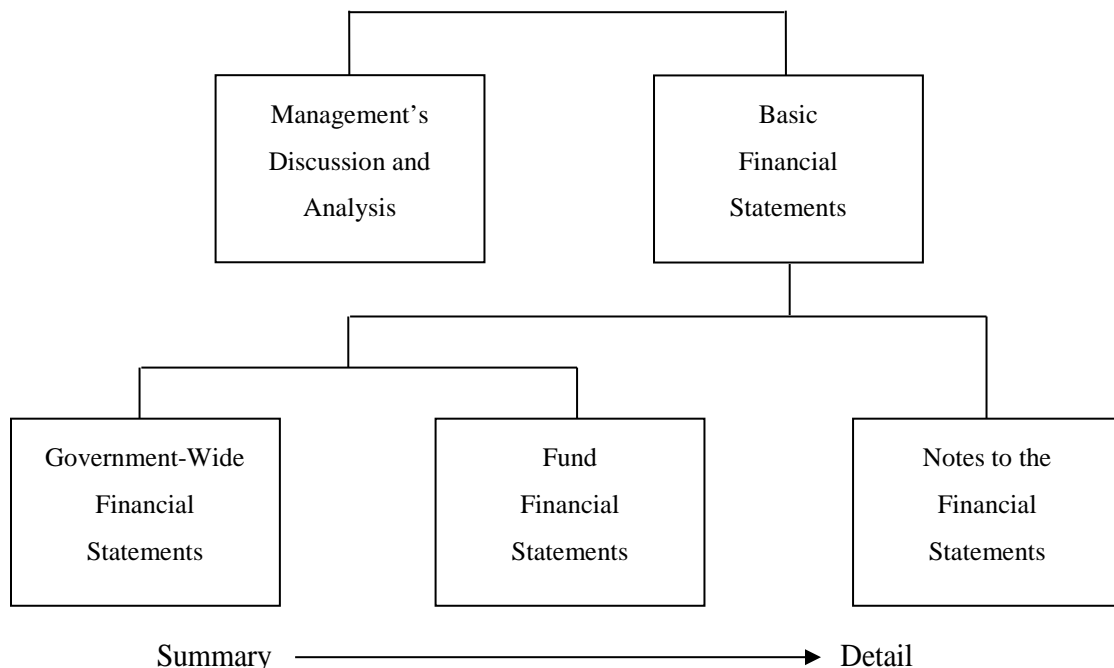 Management’s
Discussion and
Analysis
Basic
Financial
Statements
Government-Wide
Financial
Statements
Fund
Financial
Statements
Notes to the
Financial
Statements
Summary
Detail